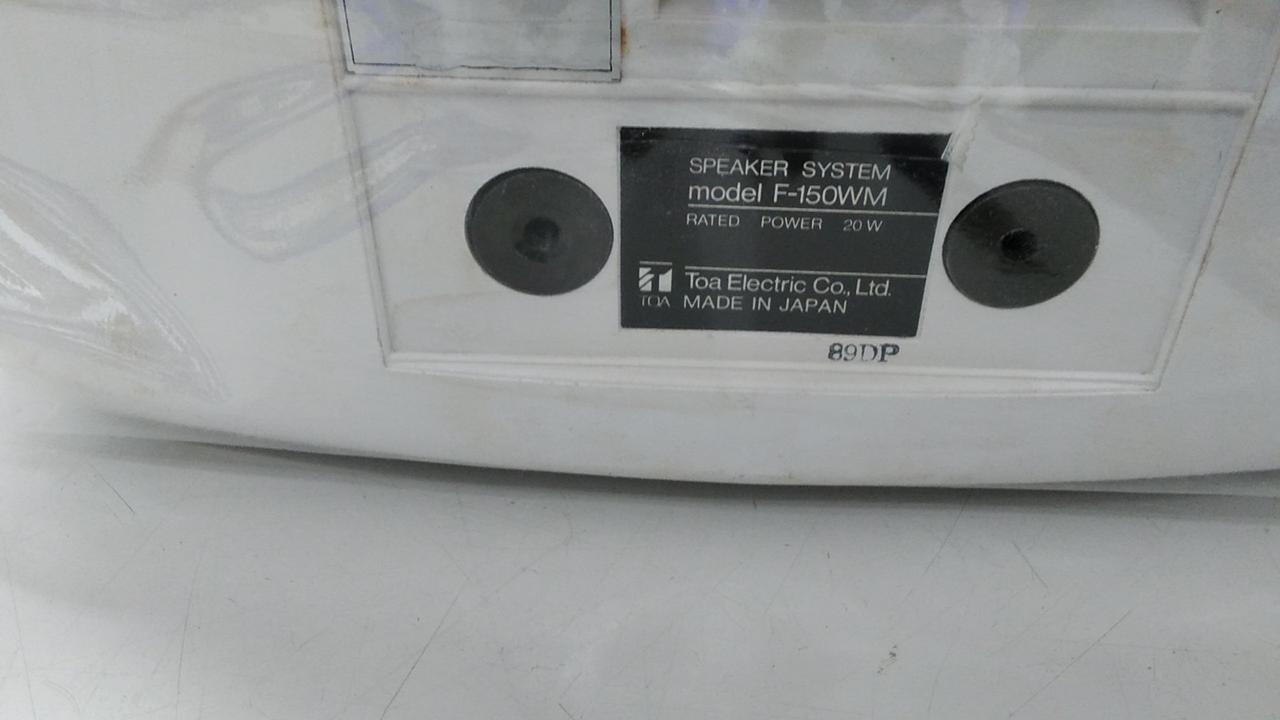 SPEAKER SYSTEM
model F-150WM
RATED POWER 20 W
Toa Electric Co., Ltd.
TOA MADE IN JAPAN
89DP